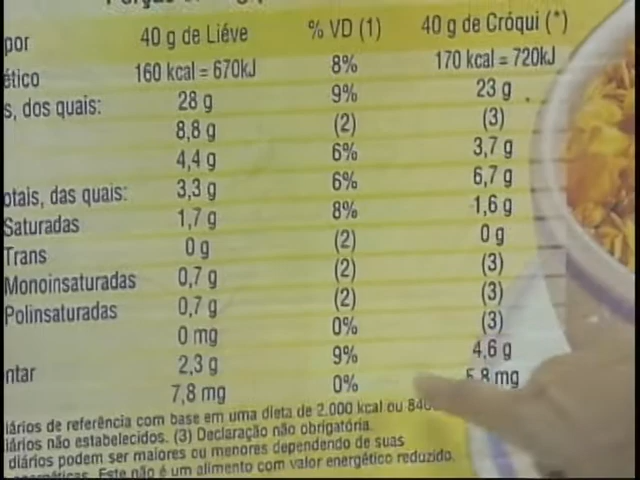 por 40 g de Liéve % VD (1) 40 g de Cróqui (*)
ético 160 kcal = 670kJ 8% 170 kcal = 720kJ
s, dos quais: 28 g 9% 23 g
8,8 g (2) (3)
4,4 g 6% 3,7 g
otais, das quais: 3,3 g 6% 6,7 g
Saturadas 1,7 g 8% 1,6 g
Trans 0 g (2) 0 g
Monoinsaturadas 0,7 g (2) (3)
Polinsaturadas 0,7 g (2) (3)
0 mg 0% (3)
ntar 2,3 g 9% 4,6 g
7,8 mg 0% 5,8 mg
iários de referência com base em uma dieta de 2.000 kcal ou 840
iários não estabelecidos. (3) Declaração não obrigatória.
diários podem ser maiores ou menores dependendo de suas
Este não é um alimento com valor energético reduzido.